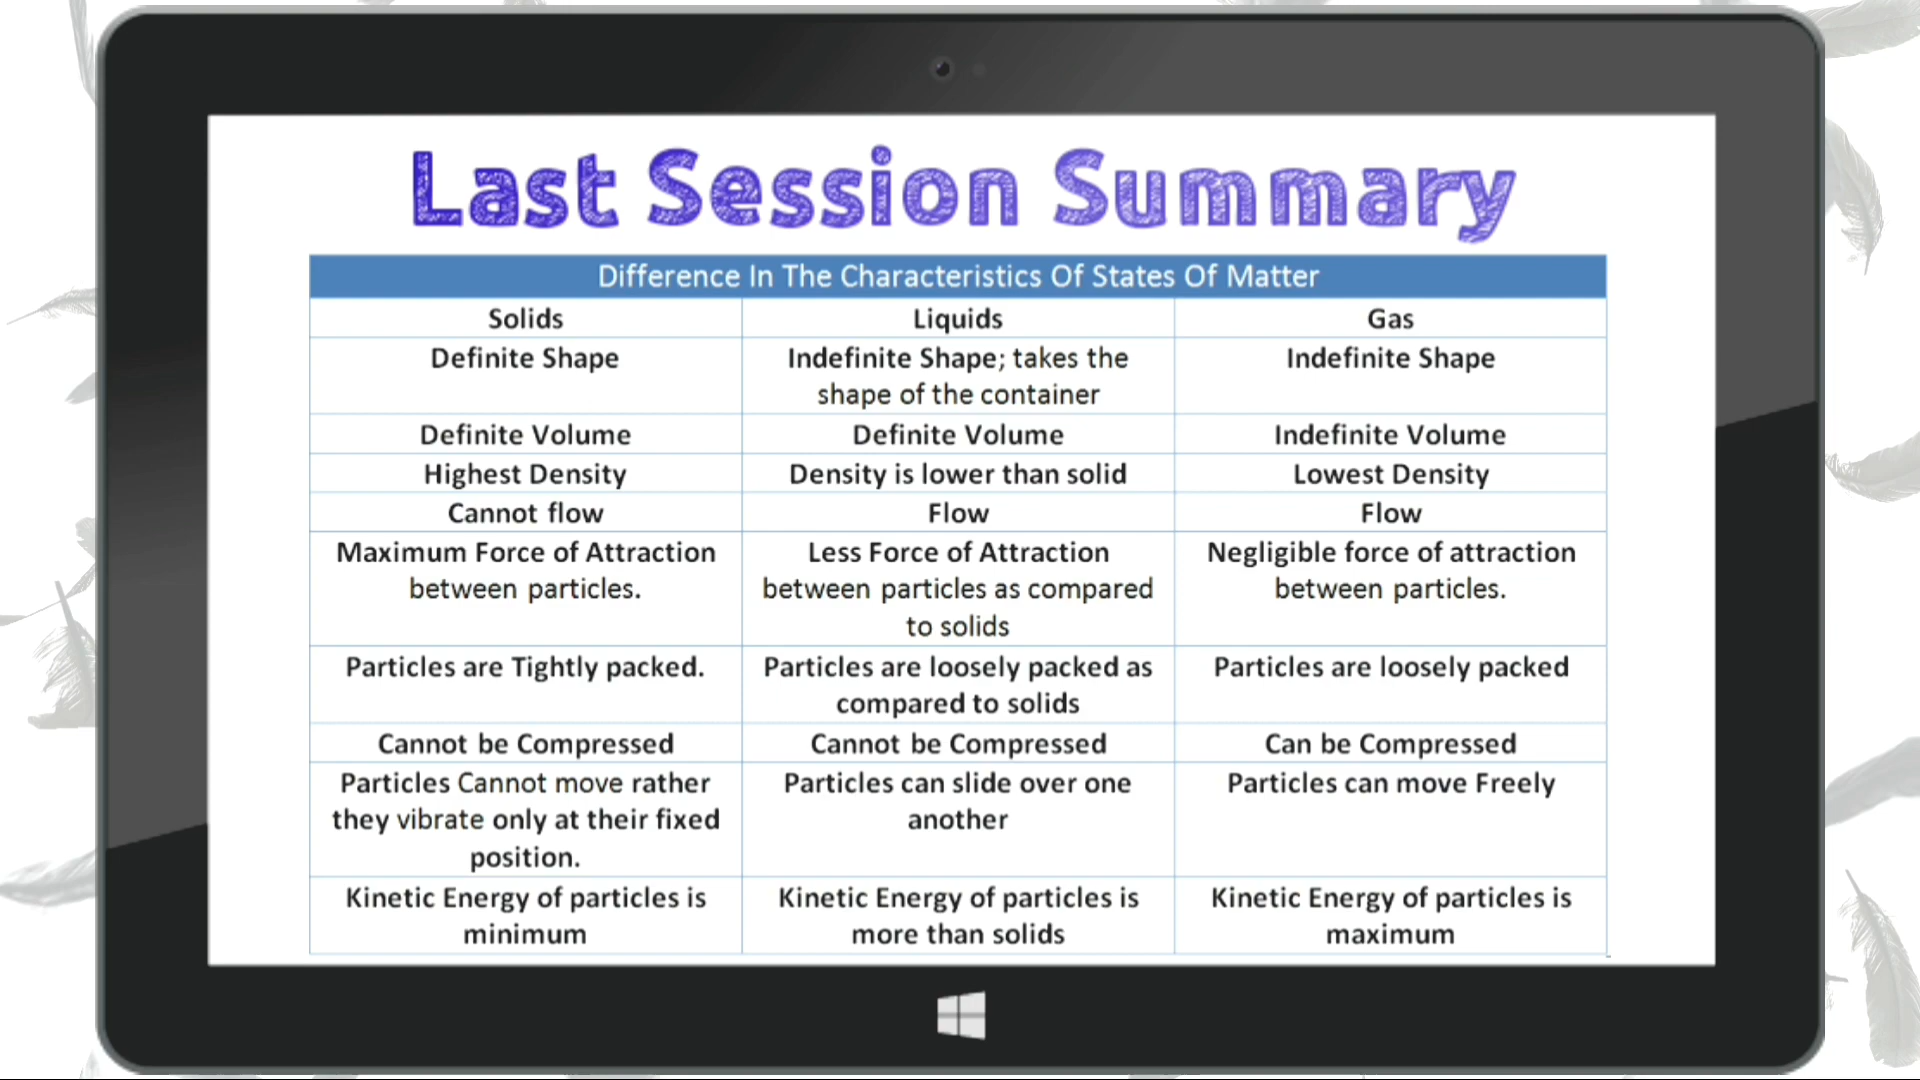 Last Session Summary
Difference In The Characteristics Of States Of Matter
Solids
Liquids
Gas
Definite Shape
Indefinite Shape; takes the
shape of the container
Indefinite Shape
Definite Volume
Definite Volume
Indefinite Volume
Highest Density
Density is lower than solid
Lowest Density
Cannot flow
Flow
Flow
Maximum Force of Attraction
between particles.
Less Force of Attraction
between particles as compared
to solids
Negligible force of attraction
between particles.
Particles are Tightly packed.
Particles are loosely packed as
compared to solids
Particles are loosely packed
Cannot be Compressed
Cannot be Compressed
Can be Compressed
Particles Cannot move rather
they vibrate only at their fixed
position.
Particles can slide over one
another
Particles can move Freely
Kinetic Energy of particles is
minimum
Kinetic Energy of particles is
more than solids
Kinetic Energy of particles is
maximum